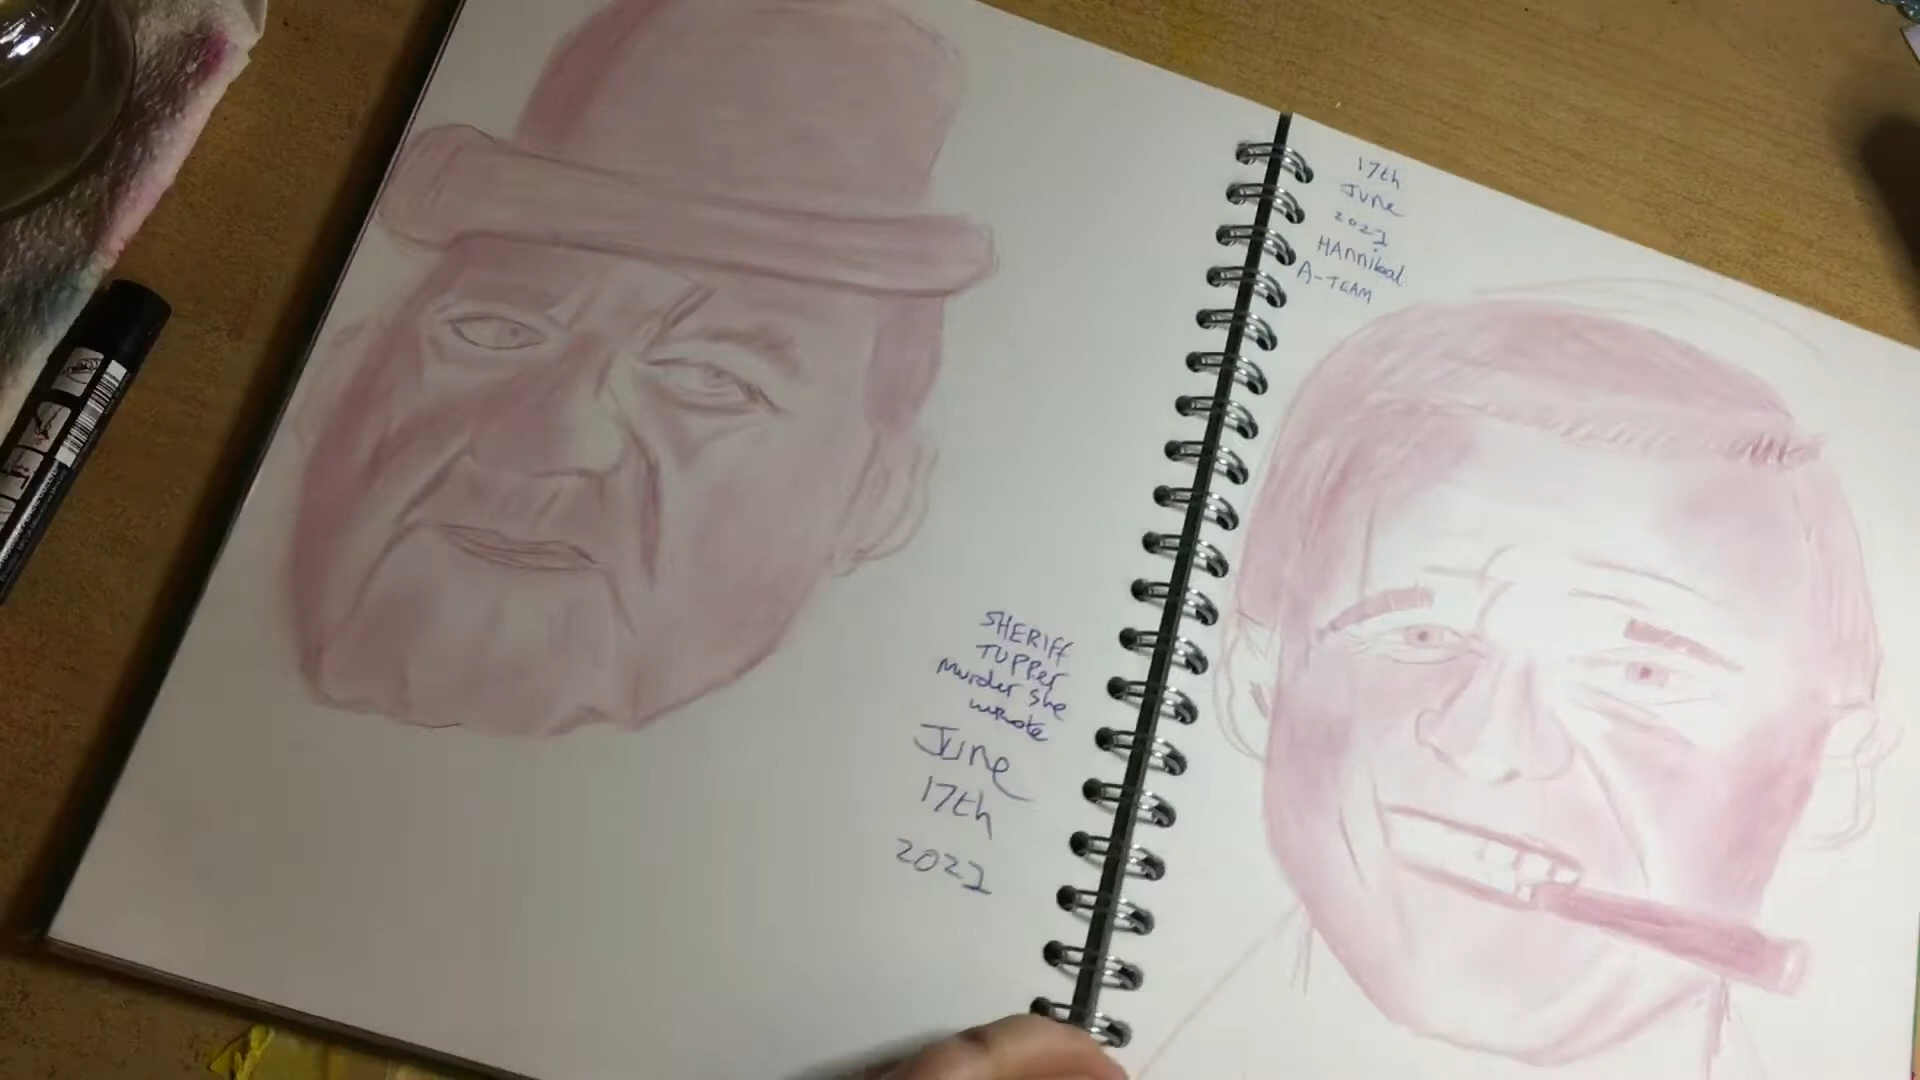 SHERIFF
TUPPER
Murder She
wrote
June
17th
2021
17th
June
2021
HAnnibal
A-TEAM